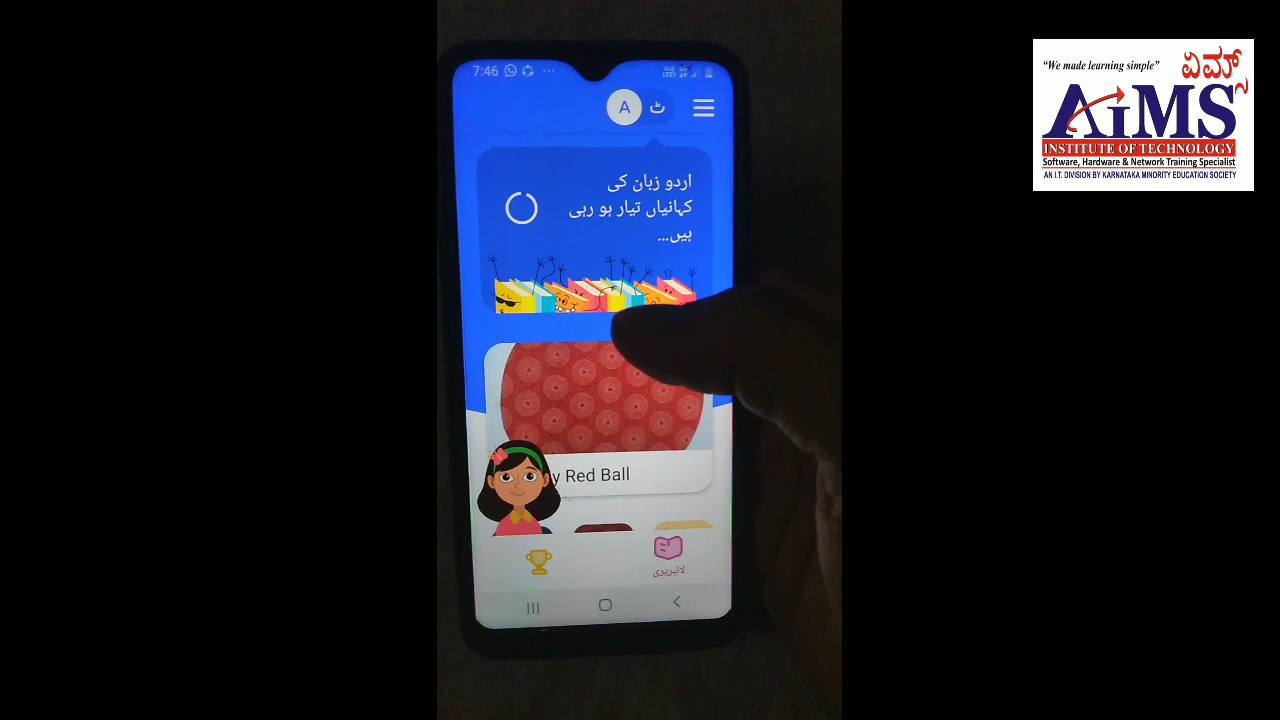 7:46
A ٹ
اردو زبان کی
کہانیاں تیار ہو رہی
ہیں...
y Red Ball
لائبریری
“We made learning simple”
ಏಮ್ಸ್
AiMS
INSTITUTE OF TECHNOLOGY
Software, Hardware & Network Training Specialist
AN I.T. DIVISION BY KARNATAKA MINORITY EDUCATION SOCIETY